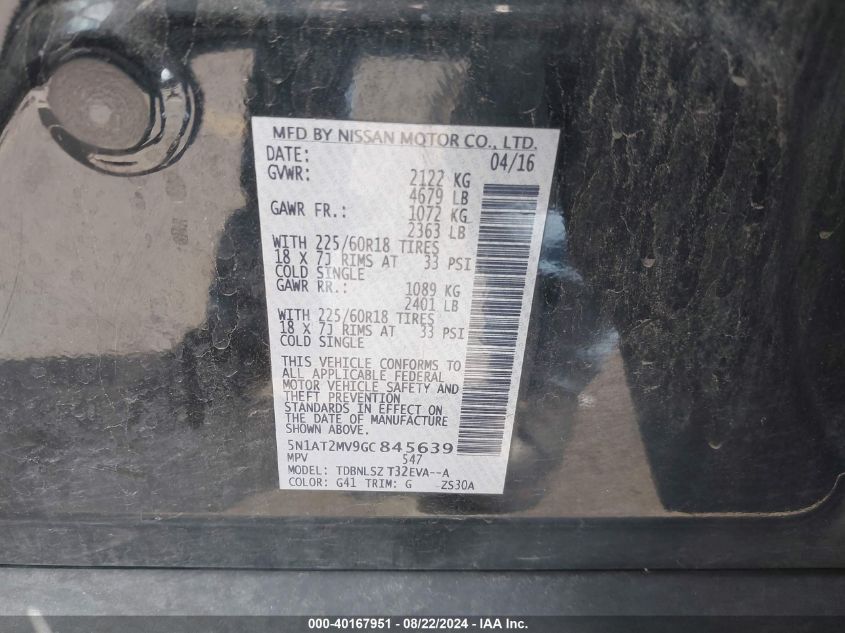 MFD BY NISSAN MOTOR CO., LTD.
DATE: 04/16
GVWR: 2122 KG
4679 LB
GAWR FR.: 1072 KG
2363 LB
WITH 225/60R18 TIRES
18 X 7J RIMS AT 33 PSI
COLD SINGLE
GAWR RR.: 1089 KG
2401 LB
WITH 225/60R18 TIRES
18 X 7J RIMS AT 33 PSI
COLD SINGLE
THIS VEHICLE CONFORMS TO
ALL APPLICABLE FEDERAL
MOTOR VEHICLE SAFETY AND
THEFT PREVENTION
STANDARDS IN EFFECT ON
THE DATE OF MANUFACTURE
SHOWN ABOVE.
5N1AT2MV9GC845639
MPV 547
MODEL: TDBNLSZ T32EVA--A
COLOR: G41 TRIM: G ZS30A
000-40167951 - 08/22/2024 - IAA Inc.